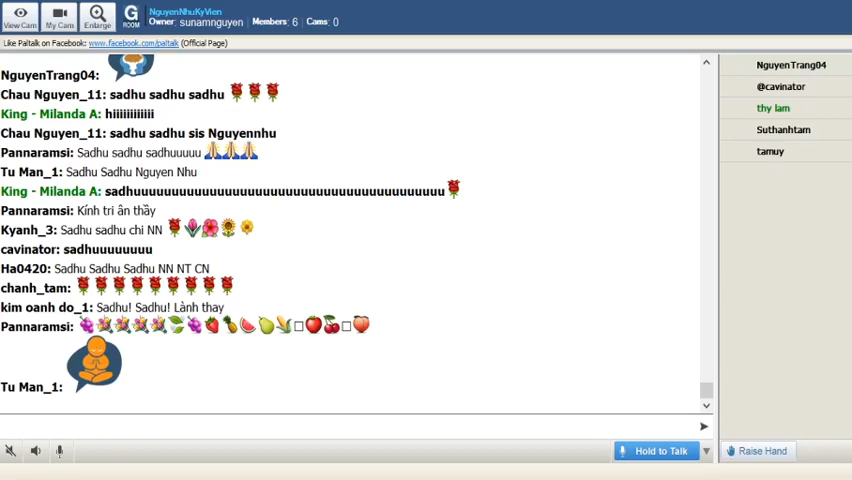 View Cam
My Cam
Enlarge
G
ROOM
NguyenNhuKyVien
Owner: sunamnguyen Members: 6 Cams: 0
Like Paltalk on Facebook: www.facebook.com/paltalk (Official Page)
NguyenTrang04:
Chau Nguyen_11: sadhu sadhu sadhu
King - Milanda A: hiiiiiiiiiiii
Chau Nguyen_11: sadhu sadhu sis Nguyennhu
Pannaramsi: Sadhu sadhu sadhuuuuu
Tu Man_1: Sadhu Sadhu Nguyen Nhu
King - Milanda A: sadhuuuuuuuuuuuuuuuuuuuuuuuuuuuuuuuuuuuuuuuuu
Pannaramsi: Kính tri ân thầy
Kyanh_3: Sadhu sadhu chi NN
cavinator: sadhuuuuuuuu
Ha0420: Sadhu Sadhu Sadhu NN NT CN
chanh_tam:
kim oanh do_1: Sadhu! Sadhu! Lành thay
Pannaramsi:
Tu Man_1:
NguyenTrang04
@cavinator
thy lam
Suthanhtam
tamuy
Hold to Talk
Raise Hand